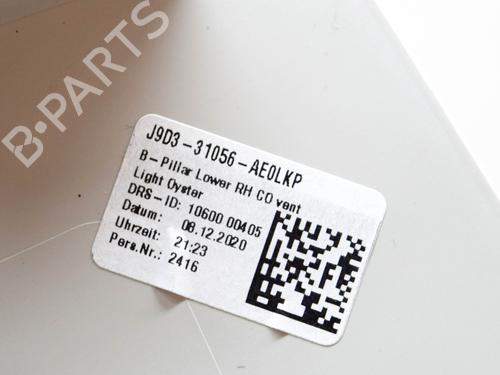 B-PARTS
J9D3-31056-AE0LKP
B-Pillar Lower RH CO vent
Light Oyster
DRS-ID: 10600 00405
Datum: 08.12.2020
Uhrzeit: 21:23
Pers.Nr.: 2416